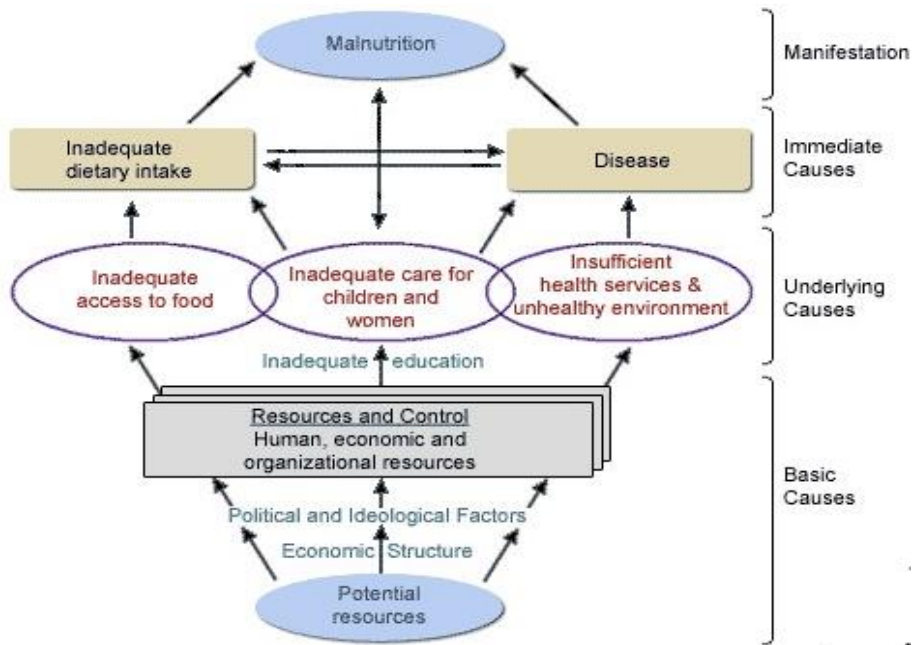 Malnutrition
Manifestation
Inadequate
dietary intake
Disease
Immediate
Causes
Inadequate
access to food
Inadequate care for
children and
women
Insufficient
health services &
unhealthy environment
Underlying
Causes
Inadequate education
Resources and Control
Human, economic and
organizational resources
Political and Ideological Factors
Economic Structure
Potential
resources
Basic
Causes